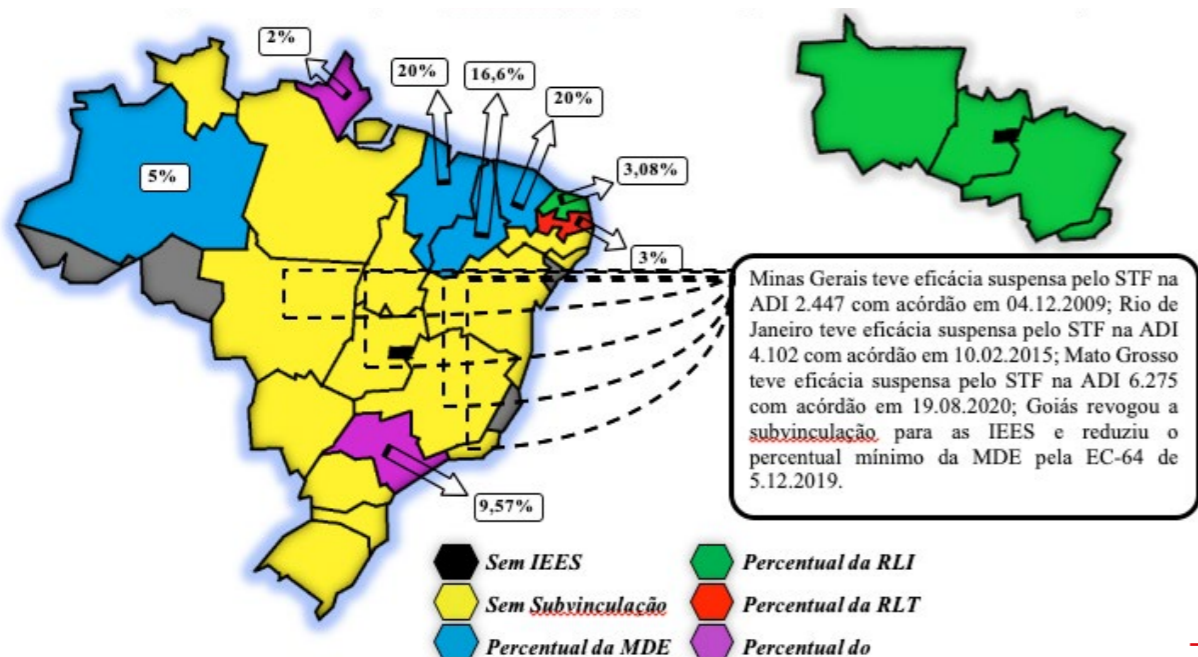 2%
20%
16,6%
20%
5%
3,08%
3%
9,57%
Minas Gerais teve eficácia suspensa pelo STF na
ADI 2.447 com acórdão em 04.12.2009; Rio de
Janeiro teve eficácia suspensa pelo STF na ADI
4.102 com acórdão em 10.02.2015; Mato Grosso
teve eficácia suspensa pelo STF na ADI 6.275
com acórdão em 19.08.2020; Goiás revogou a
subvinculação para as IEES e reduziu o
percentual mínimo da MDE pela EC-64 de
5.12.2019.
Sem IEES
Percentual da RLI
Sem Subvinculação
Percentual da RLT
Percentual da MDE
Percentual do